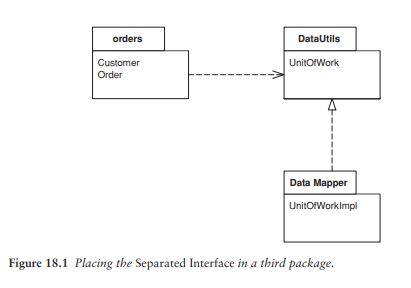 orders
Customer
Order
DataUtils
UnitOfWork
Data Mapper
UnitOfWorkImpl
Figure 18.1 Placing the Separated Interface in a third package.